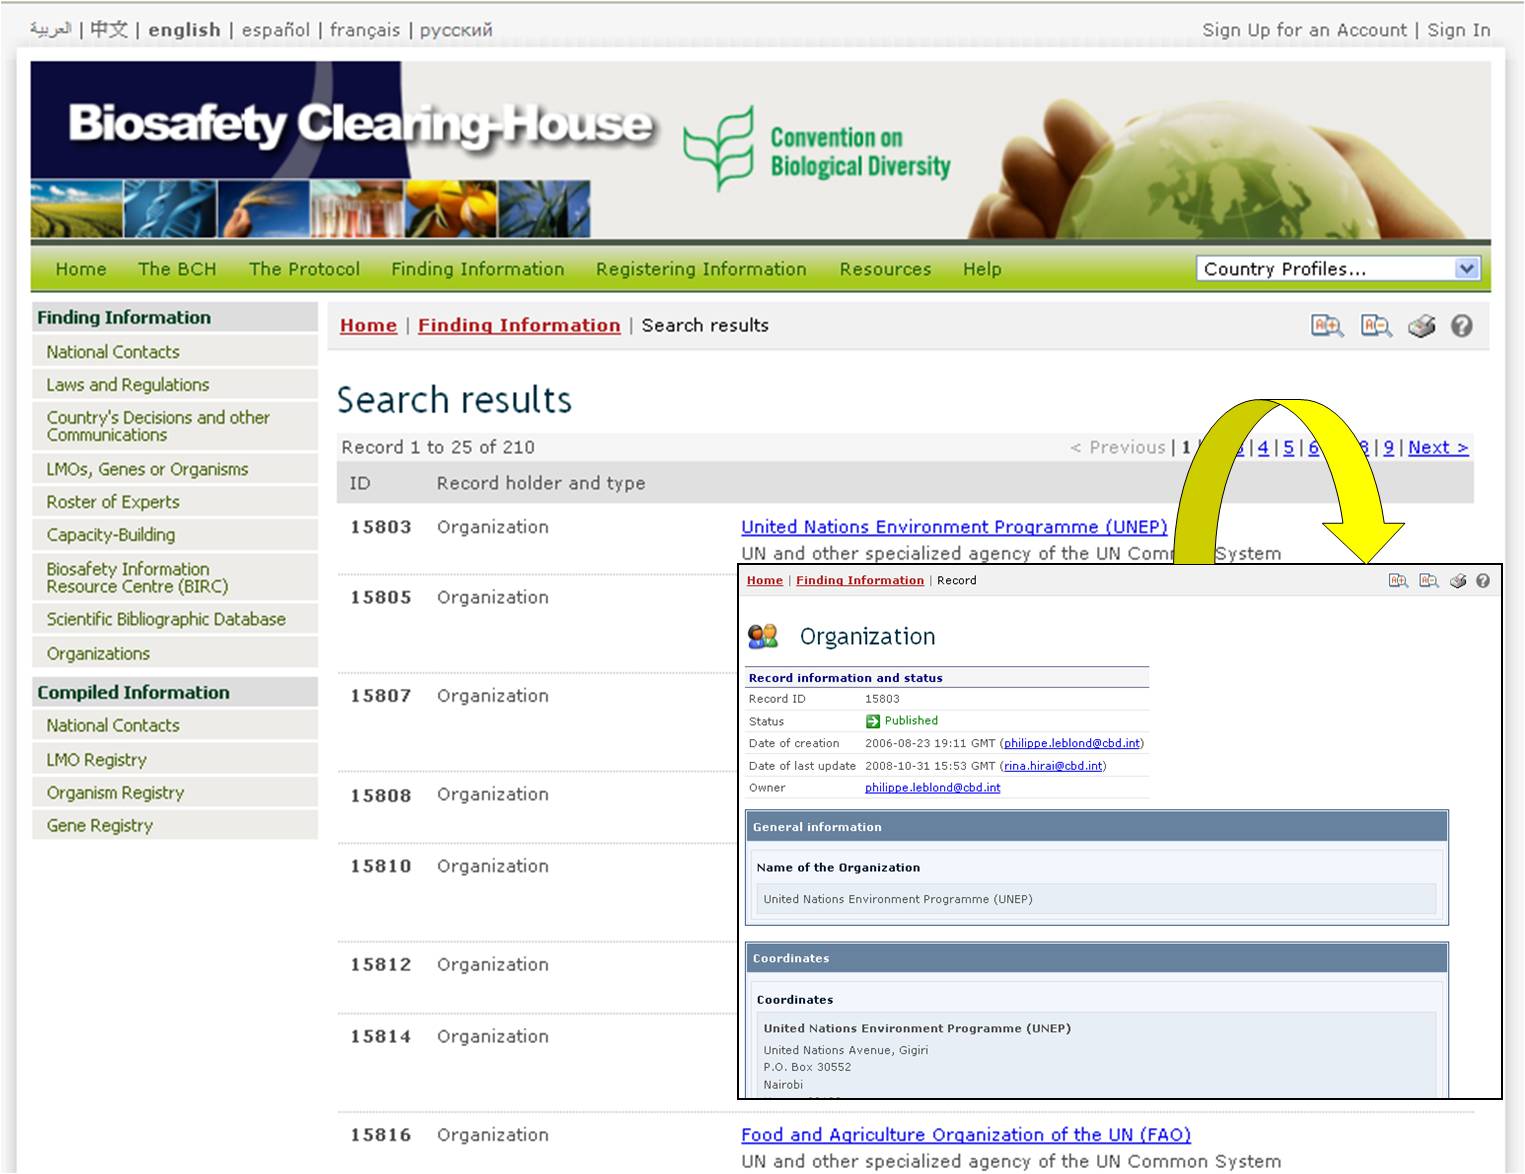 العربية | 中文 | english | español | français | русский
Sign Up for an Account | Sign In
Biosafety Clearing-House
Convention on
Biological Diversity
Home The BCH The Protocol Finding Information Registering Information Resources Help
Country Profiles...
Finding Information
National Contacts
Laws and Regulations
Country's Decisions and other
Communications
LMOs, Genes or Organisms
Roster of Experts
Capacity-Building
Biosafety Information
Resource Centre (BIRC)
Scientific Bibliographic Database
Organizations
Compiled Information
National Contacts
LMO Registry
Organism Registry
Gene Registry
Home | Finding Information | Search results
Search results
Record 1 to 25 of 210
< Previous | 1 | 4 | 5 | 6 | 9 | Next >
ID Record holder and type
15803 Organization United Nations Environment Programme (UNEP)
UN and other specialized agency of the UN System
15805 Organization
15807 Organization
15808 Organization
15810 Organization
15812 Organization
15814 Organization
15816 Organization Food and Agriculture Organization of the UN (FAO)
UN and other specialized agency of the UN Common System
Home | Finding Information | Record
Organization
Record information and status
Record ID 15803
Status Published
Date of creation 2006-08-23 19:11 GMT (philippe.leblond@cbd.int)
Date of last update 2008-10-31 15:53 GMT (rina.hirai@cbd.int)
Owner philippe.leblond@cbd.int
General information
Name of the Organization
United Nations Environment Programme (UNEP)
Coordinates
Coordinates
United Nations Environment Programme (UNEP)
United Nations Avenue, Gigiri
P.O. Box 30552
Nairobi